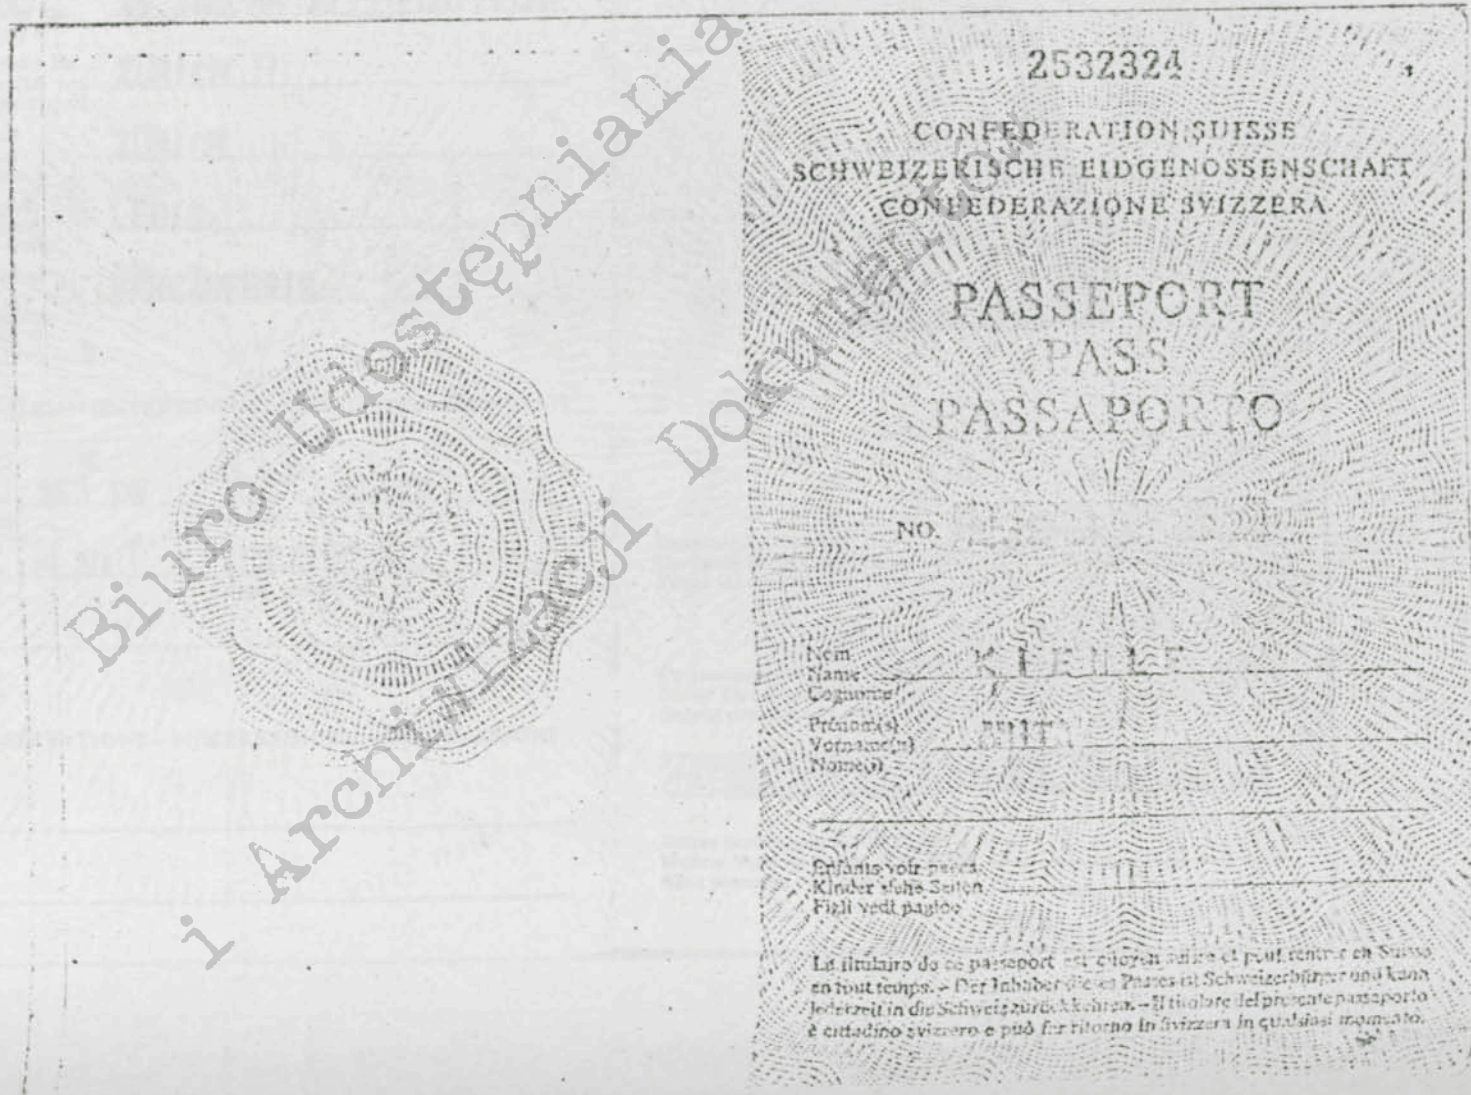 Biuro Udostępniania
i Archiwizacji Dokumentów
2532324
CONFEDERATION SUISSE
SCHWEIZERISCHE EIDGENOSSENSCHAFT
CONFEDERAZIONE SVIZZERA
PASSEPORT
PASS
PASSAPORTO
NO.
Nom
Name
Cognome
Prénom(s)
Vorname(n)
Nome(i)
Enfants voir pages
Kinder siehe Seiten
Figli vedi pagine
Le titulaire de ce passeport est citoyen suisse et peut rentrer en Suisse
en tout temps. – Der Inhaber dieses Passes ist Schweizerbürger und kann
jederzeit in die Schweiz zurückkehren. – Il titolare del presente passaporto
è cittadino svizzero e può far ritorno in Svizzera in qualsiasi momento.